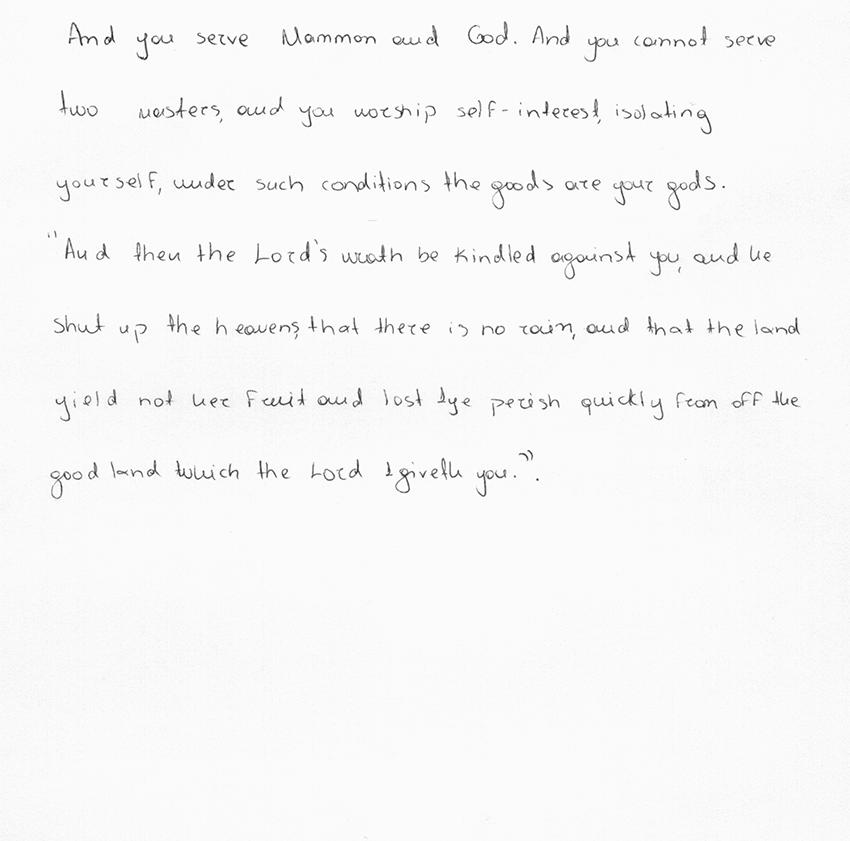 And you serve Mammon and God. And you cannot serve
two masters, and you worship self-interest, isolating
yourself, under such conditions the goods are your gods.
"And then the Lord's wrath be kindled against you, and he
shut up the heavens, that there is no rain, and that the land
yield not her fruit and lost lye perish quickly from off the
good land which the Lord giveth you.".